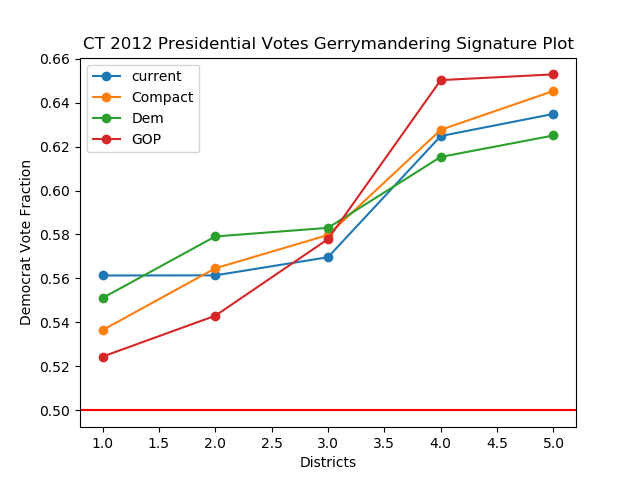 CT 2012 Presidential Votes Gerrymandering Signature Plot
current
Compact
Dem
GOP
0.66
0.64
0.62
0.60
0.58
0.56
0.54
0.52
0.50
Democrat Vote Fraction
1.0 1.5 2.0 2.5 3.0 3.5 4.0 4.5 5.0
Districts